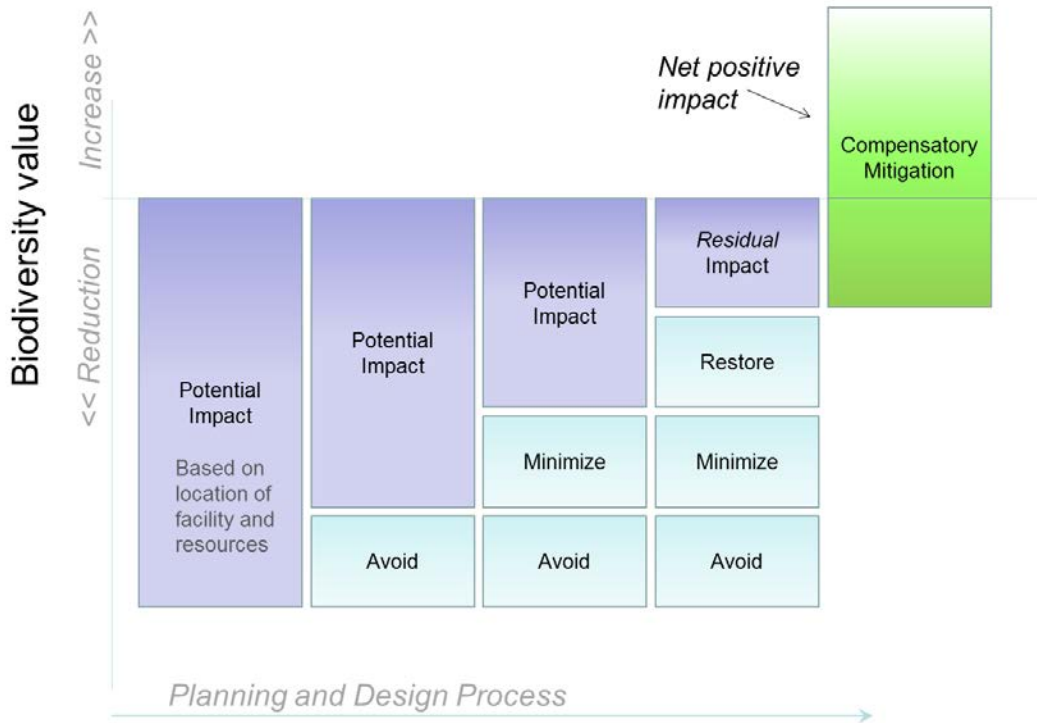 Biodiversity value
Increase >>
<< Reduction
Net positive
impact
Compensatory
Mitigation
Potential
Impact
Based on
location of
facility and
resources
Potential
Impact
Avoid
Potential
Impact
Minimize
Avoid
Residual
Impact
Restore
Minimize
Avoid
Planning and Design Process